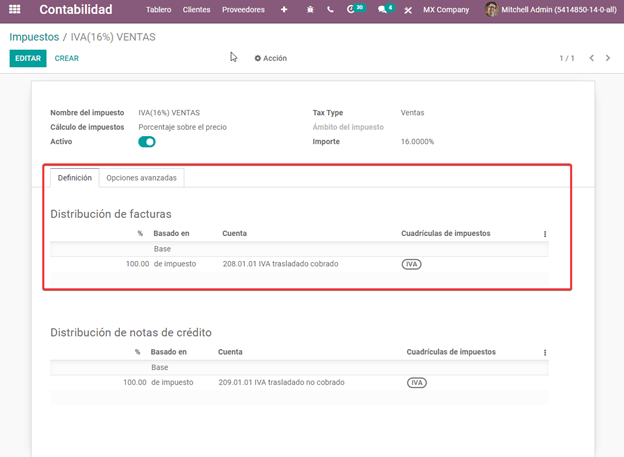 Contabilidad Tablero Clientes Proveedores 30 4 MX Company Mitchell Admin (5414850-14-0-all)
Impuestos / IVA(16%) VENTAS
EDITAR CREAR Acción 1 / 1
Nombre del impuesto IVA(16%) VENTAS Tax Type Ventas
Cálculo de impuestos Porcentaje sobre el precio Ámbito del impuesto
Activo Importe 16.0000%
Definición Opciones avanzadas
Distribución de facturas
% Basado en Cuenta Cuadrículas de impuestos
Base
100.00 de impuesto 208.01.01 IVA trasladado cobrado IVA
Distribución de notas de crédito
% Basado en Cuenta Cuadrículas de impuestos
Base
100.00 de impuesto 209.01.01 IVA trasladado no cobrado IVA